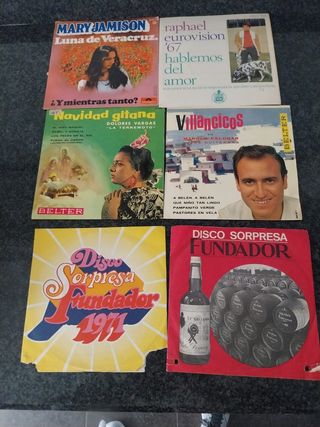 MARY JAMISON
Luna de Veracruz.
¿Y mientras tanto?
raphael
eurovision
'67
hablemos
del
amor
Navidad gitana
DOLORES VARGAS
"LA TERREMOTO"
BELTER
Villancicos
MANOLO ESCOBAR
BELTER
A BELEN, A BELEN
QUE NIÑO TAN LINDO
PAMPANITO VERDE
PASTORES EN VELA
Disco
Sorpresa
Fundador
1971
DISCO SORPRESA
FUNDADOR